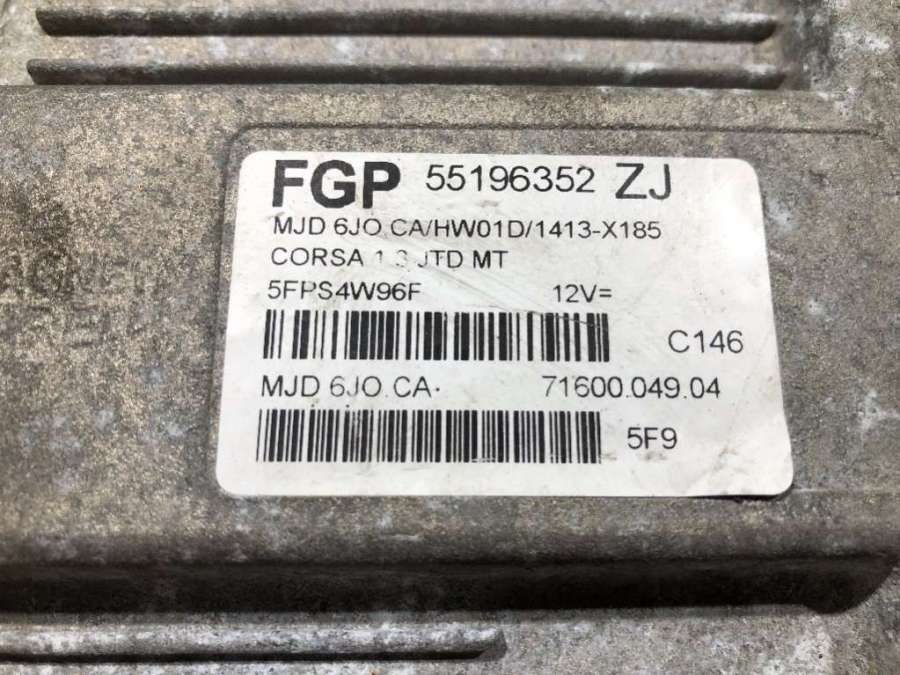 FGP 55196352 ZJ
MJD 6JO.CA/HW01D/1413-X185
CORSA 1.3 JTD MT
5FPS4W96F 12V=
C146
MJD 6JO.CA. 71600.049.04
5F9